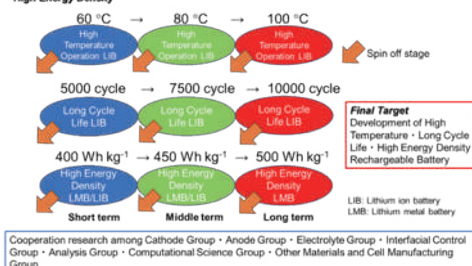 High Energy Density
60 °C → 80 °C → 100 °C
High Temperature Operation LIB
High Temperature Operation LIB
High Temperature Operation LIB
Spin off stage
5000 cycle → 7500 cycle → 10000 cycle
Long Cycle Life LIB
Long Cycle Life LIB
Long Cycle Life LIB
Final Target
Development of High
Temperature・Long Cycle
Life・High Energy Density
Rechargeable Battery
400 Wh kg⁻¹ → 450 Wh kg⁻¹ → 500 Wh kg⁻¹
High Energy Density LMB/LIB
High Energy Density LMB/LIB
High Energy Density LMB
LIB: Lithium ion battery
LMB: Lithium metal battery
Short term Middle term Long term
Cooperation research among Cathode Group・Anode Group・Electrolyte Group・Interfacial Control
Group・Analysis Group・Computational Science Group・Other Materials and Cell Manufacturing
Group